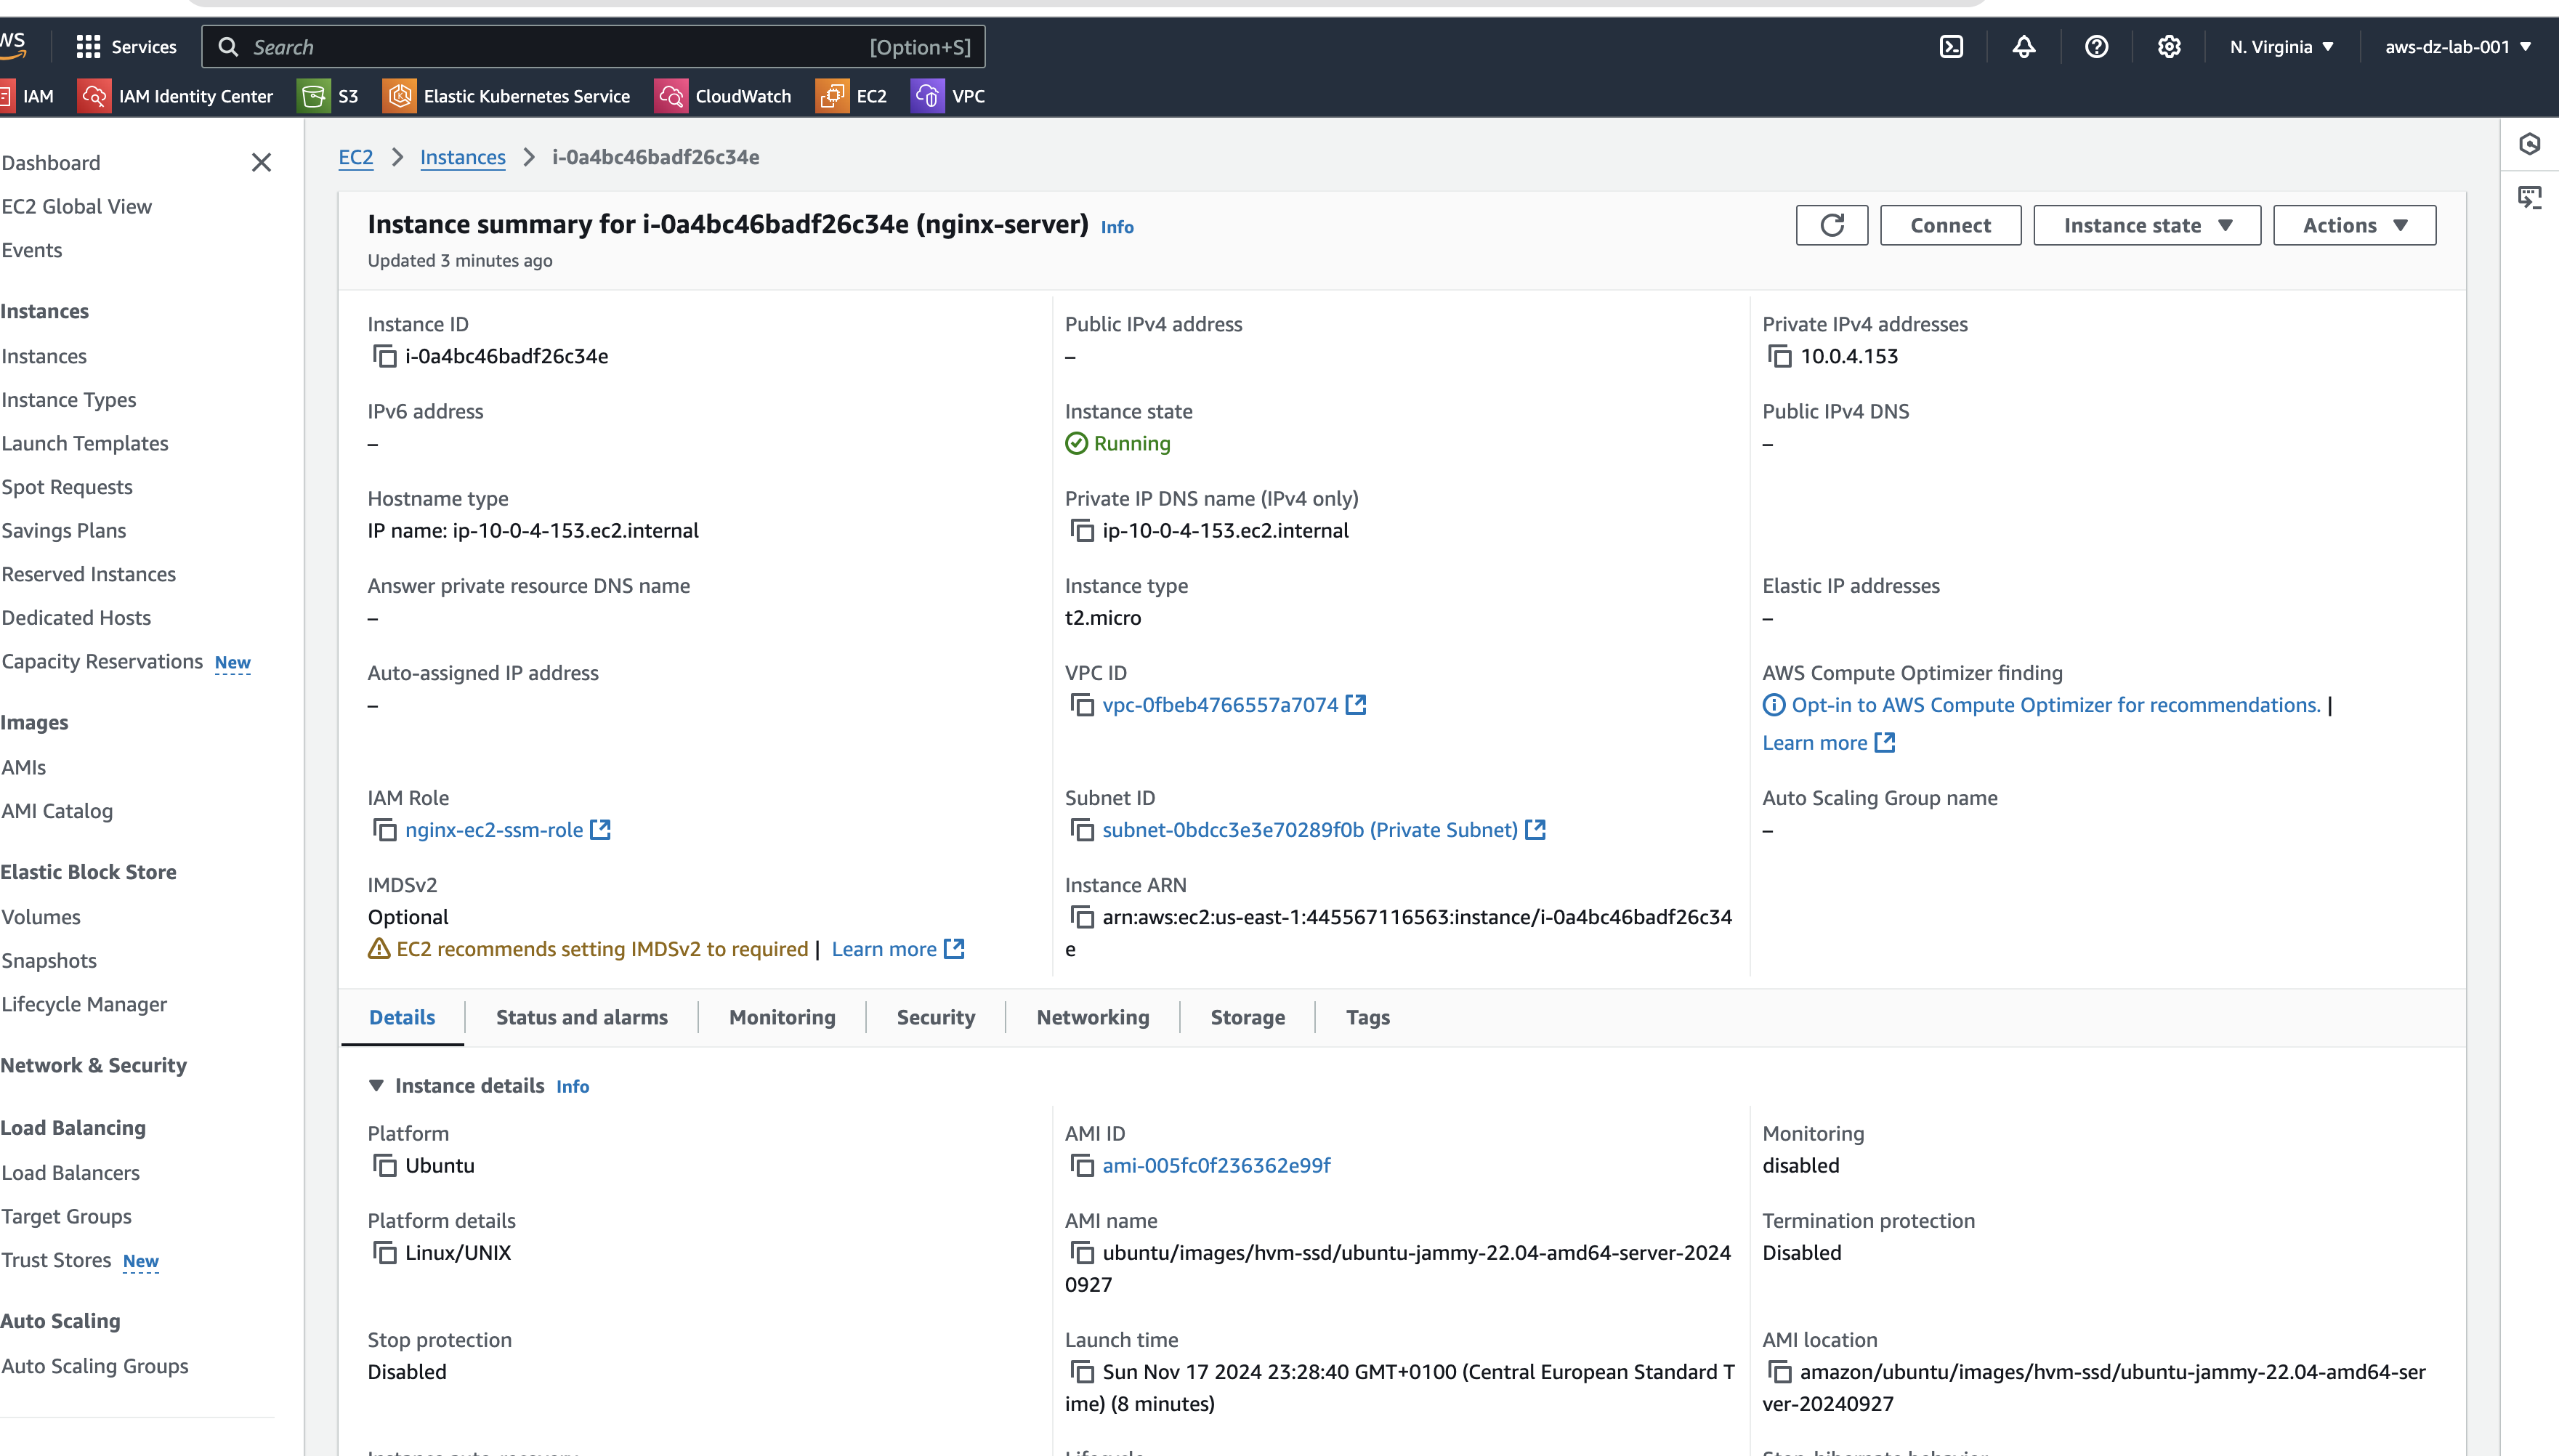 Services
Search
[Option+S]
N. Virginia
aws-dz-lab-001
IAM
IAM Identity Center
S3
Elastic Kubernetes Service
CloudWatch
EC2
VPC
Dashboard
EC2 Global View
Events
Instances
Instances
Instance Types
Launch Templates
Spot Requests
Savings Plans
Reserved Instances
Dedicated Hosts
Capacity Reservations New
Images
AMIs
AMI Catalog
Elastic Block Store
Volumes
Snapshots
Lifecycle Manager
Network & Security
Load Balancing
Load Balancers
Target Groups
Trust Stores New
Auto Scaling
Auto Scaling Groups
EC2 > Instances > i-0a4bc46badf26c34e
Instance summary for i-0a4bc46badf26c34e (nginx-server) Info
Updated 3 minutes ago
Connect
Instance state
Actions
Instance ID
i-0a4bc46badf26c34e
Public IPv4 address
–
Private IPv4 addresses
10.0.4.153
IPv6 address
–
Instance state
Running
Public IPv4 DNS
–
Hostname type
IP name: ip-10-0-4-153.ec2.internal
Private IP DNS name (IPv4 only)
ip-10-0-4-153.ec2.internal
Answer private resource DNS name
–
Instance type
t2.micro
Elastic IP addresses
–
Auto-assigned IP address
–
VPC ID
vpc-0fbeb4766557a7074
AWS Compute Optimizer finding
Opt-in to AWS Compute Optimizer for recommendations. |
Learn more
IAM Role
nginx-ec2-ssm-role
Subnet ID
subnet-0bdcc3e3e70289f0b (Private Subnet)
Auto Scaling Group name
–
IMDSv2
Optional
EC2 recommends setting IMDSv2 to required | Learn more
Instance ARN
arn:aws:ec2:us-east-1:445567116563:instance/i-0a4bc46badf26c34
e
Details
Status and alarms
Monitoring
Security
Networking
Storage
Tags
Instance details Info
Platform
Ubuntu
AMI ID
ami-005fc0f236362e99f
Monitoring
disabled
Platform details
Linux/UNIX
AMI name
ubuntu/images/hvm-ssd/ubuntu-jammy-22.04-amd64-server-2024
0927
Termination protection
Disabled
Stop protection
Disabled
Launch time
Sun Nov 17 2024 23:28:40 GMT+0100 (Central European Standard T
ime) (8 minutes)
AMI location
amazon/ubuntu/images/hvm-ssd/ubuntu-jammy-22.04-amd64-ser
ver-20240927